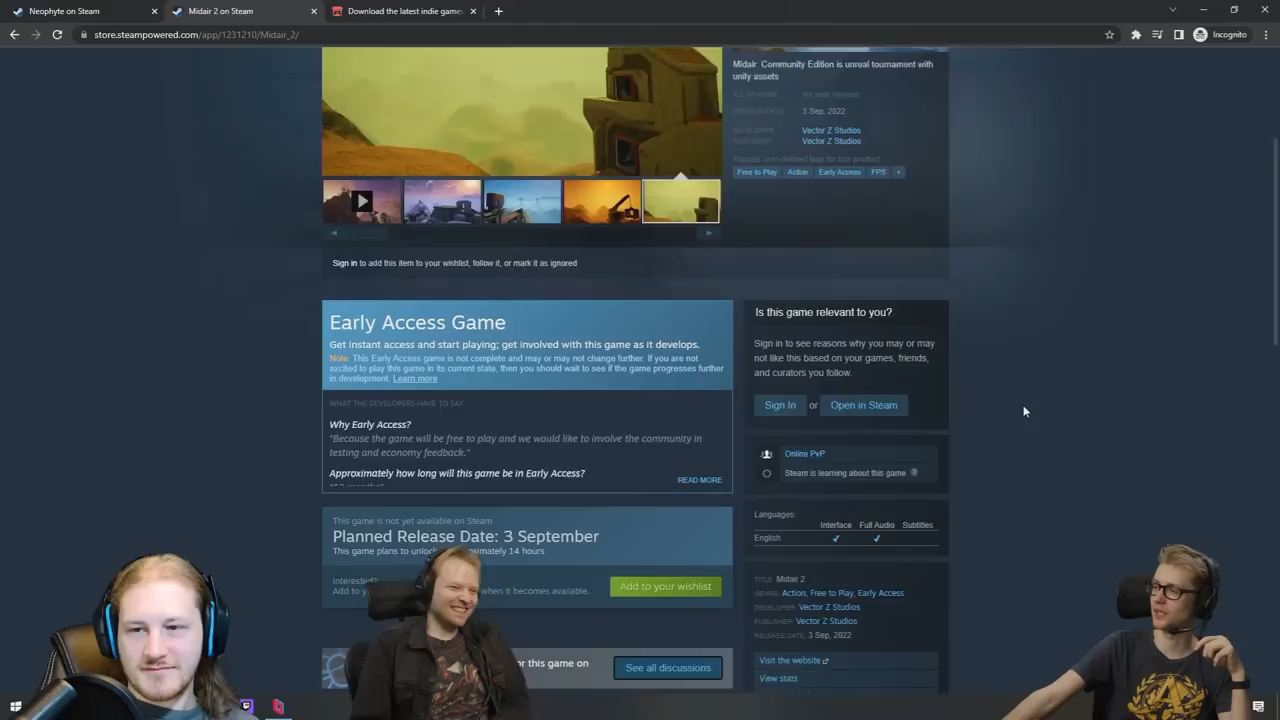 Neophyte on Steam
Midair 2 on Steam
Download the latest indie games
store.steampowered.com/app/1231210/Midair_2/
Incognito
Midair Community Edition is unreal tournament with
unity assets
ALL REVIEWS: No user reviews
3 Sep, 2022
DEVELOPER: Vector Z Studios
PUBLISHER: Vector Z Studios
Popular user-defined tags for this product:
Free to Play Action Early Access FPS +
Sign in to add this item to your wishlist, follow it, or mark it as ignored
Early Access Game
Get instant access and start playing; get involved with this game as it develops.
Note: This Early Access game is not complete and may or may not change further. If you are not
excited to play this game in its current state, then you should wait to see if the game progresses further
in development. Learn more
WHAT THE DEVELOPERS HAVE TO SAY
Why Early Access?
"Because the game will be free to play and we would like to involve the community in
testing and economy feedback."
Approximately how long will this game be in Early Access?
READ MORE
This game is not yet available on Steam
Planned Release Date: 3 September
This game plans to unlock
14 hours
Interested?
Add to
when it becomes available.
Add to your wishlist
for this game on
See all discussions
Is this game relevant to you?
Sign in to see reasons why you may or may
not like this based on your games, friends,
and curators you follow.
Sign In or Open in Steam
Online PvP
Steam is learning about this game ?
Languages:
Interface Full Audio Subtitles
English ✔ ✔
TITLE: Midair 2
GENRE: Action, Free to Play, Early Access
DEVELOPER: Vector Z Studios
PUBLISHER: Vector Z Studios
RELEASE DATE: 3 Sep, 2022
Visit the website
View stats